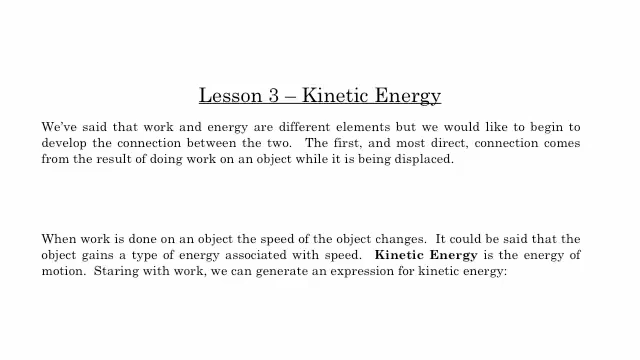 Lesson 3 – Kinetic Energy
We've said that work and energy are different elements but we would like to begin to
develop the connection between the two.  The first, and most direct, connection comes
from the result of doing work on an object while it is being displaced.
When work is done on an object the speed of the object changes.  It could be said that the
object gains a type of energy associated with speed.  Kinetic Energy is the energy of
motion.  Staring with work, we can generate an expression for kinetic energy: